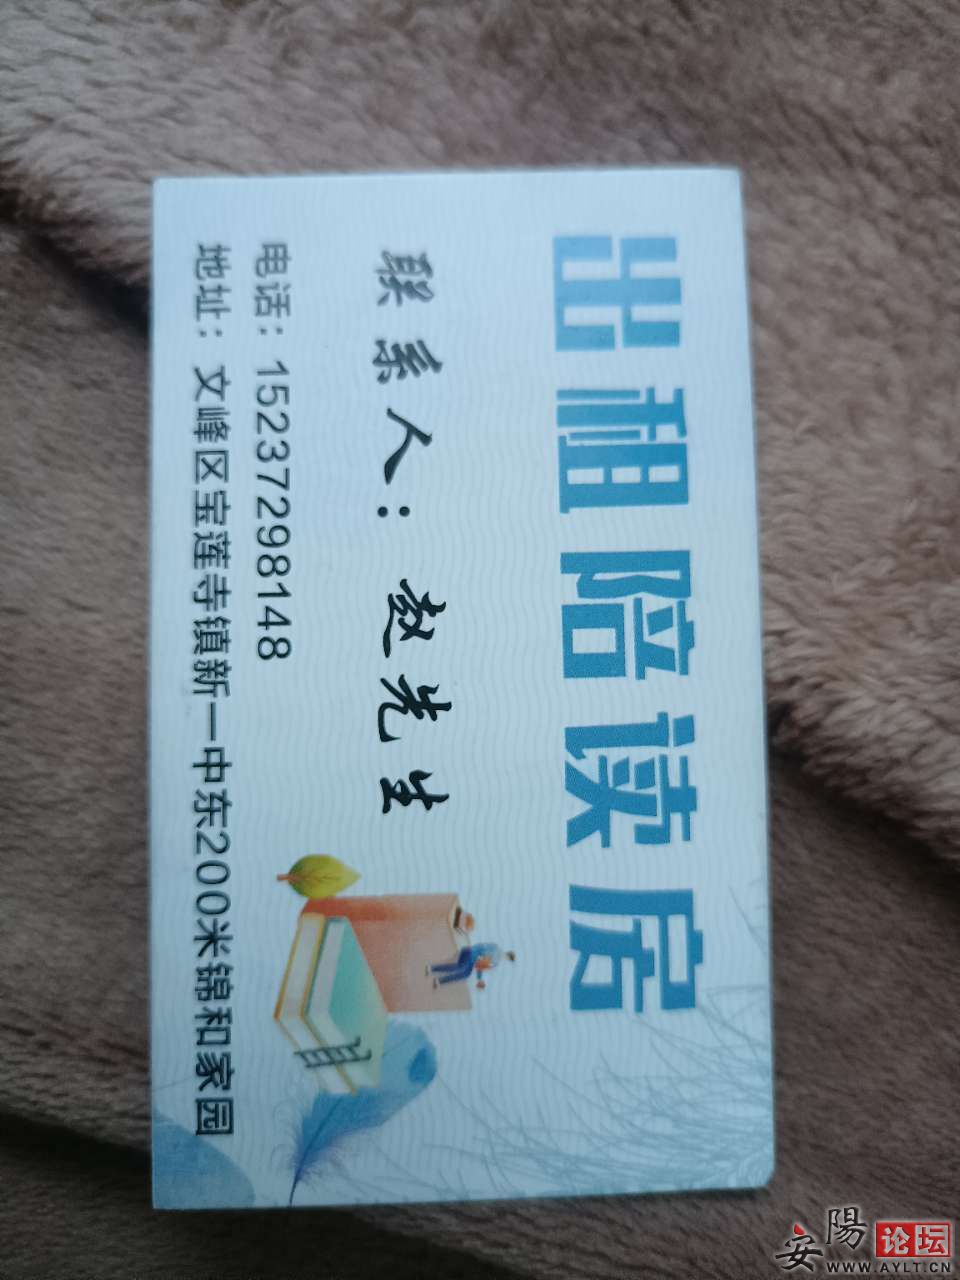 出租陪读房
联系人：赵先生
电话：15237298148
地址：文峰区宝莲寺镇新一中东200米锦和家园
安陽论坛
WWW.AYLT.CN